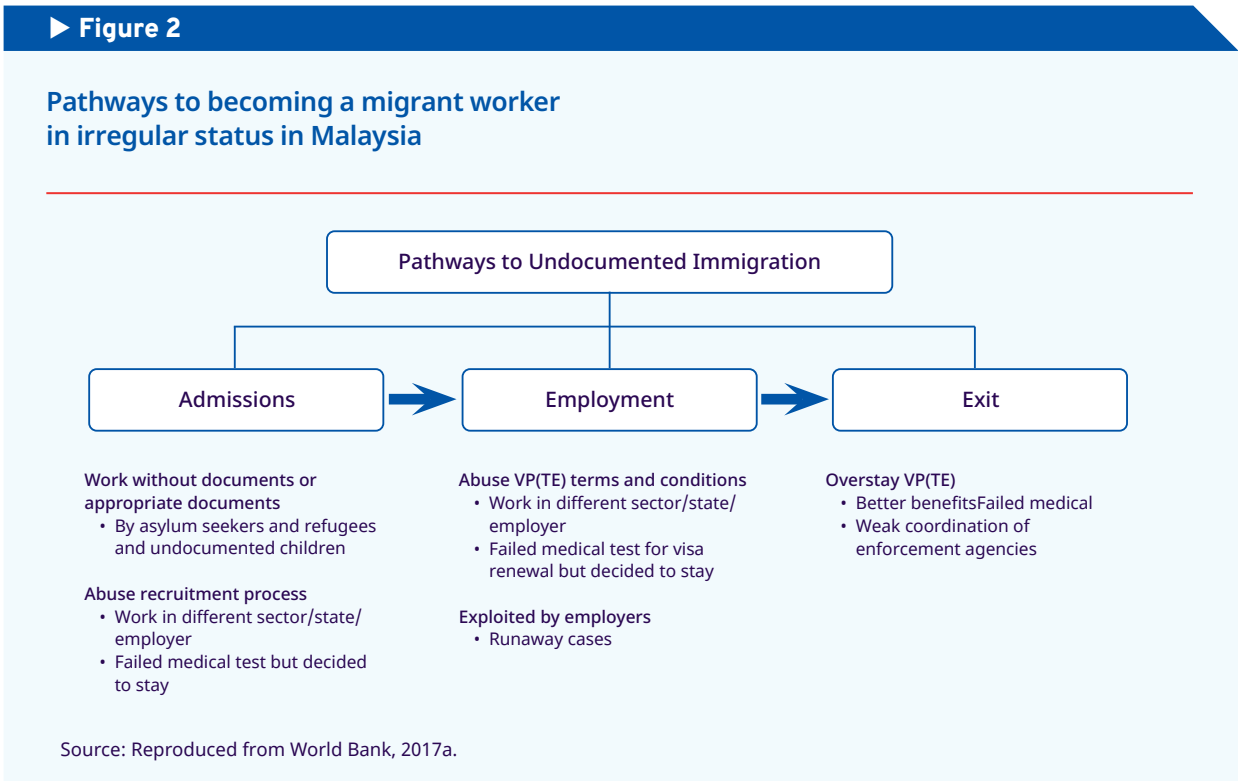 ▶ Figure 2
Pathways to becoming a migrant worker
in irregular status in Malaysia
Pathways to Undocumented Immigration
Admissions
Employment
Exit
Work without documents or
appropriate documents
• By asylum seekers and refugees
and undocumented children
Abuse recruitment process
• Work in different sector/state/
employer
• Failed medical test but decided
to stay
Abuse VP(TE) terms and conditions
• Work in different sector/state/
employer
• Failed medical test for visa
renewal but decided to stay
Exploited by employers
• Runaway cases
Overstay VP(TE)
• Better benefitsFailed medical
• Weak coordination of
enforcement agencies
Source: Reproduced from World Bank, 2017a.